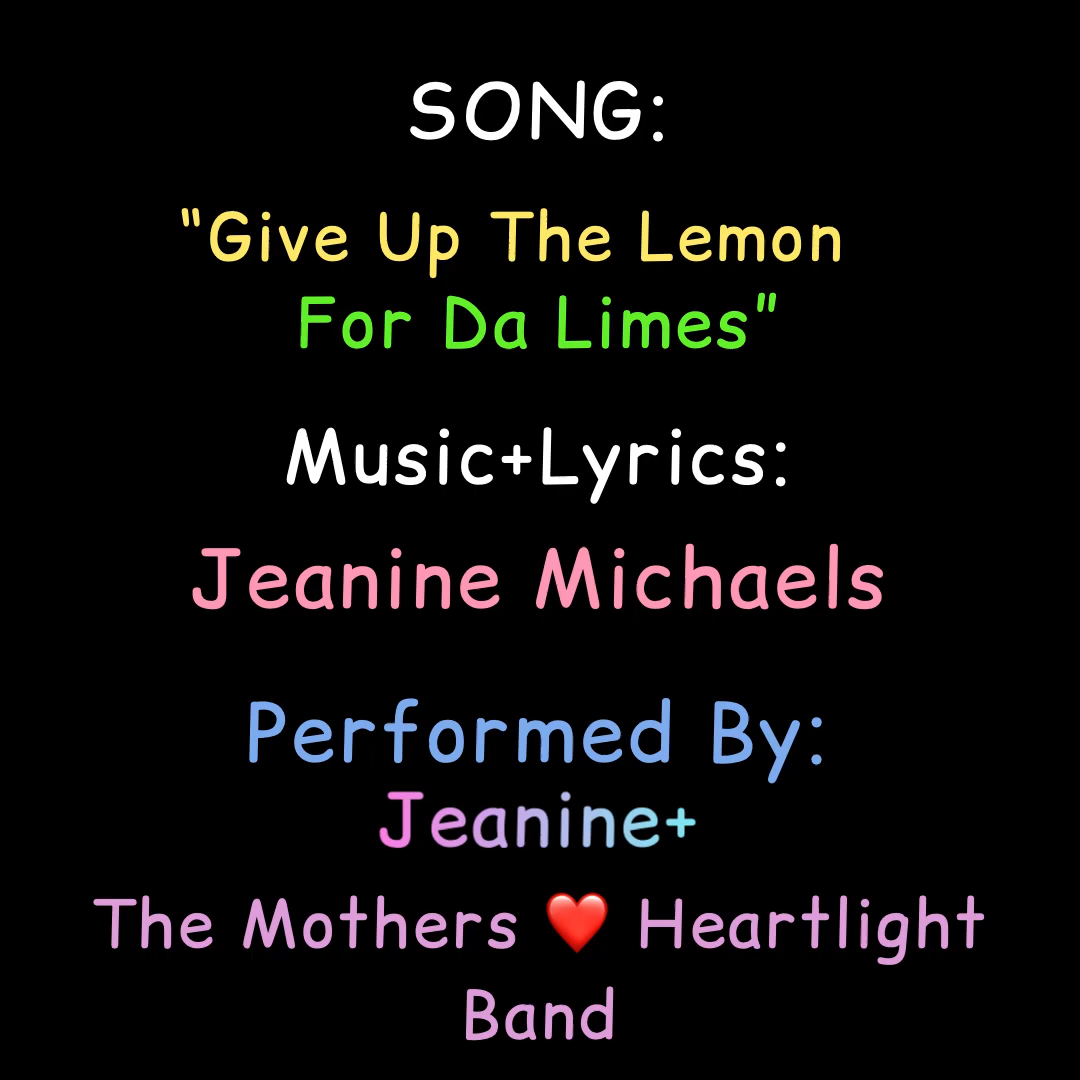 SONG:
"Give Up The Lemon
For Da Limes"
Music+Lyrics:
Jeanine Michaels
Performed By:
Jeanine+
The Mothers ❤️ Heartlight
Band